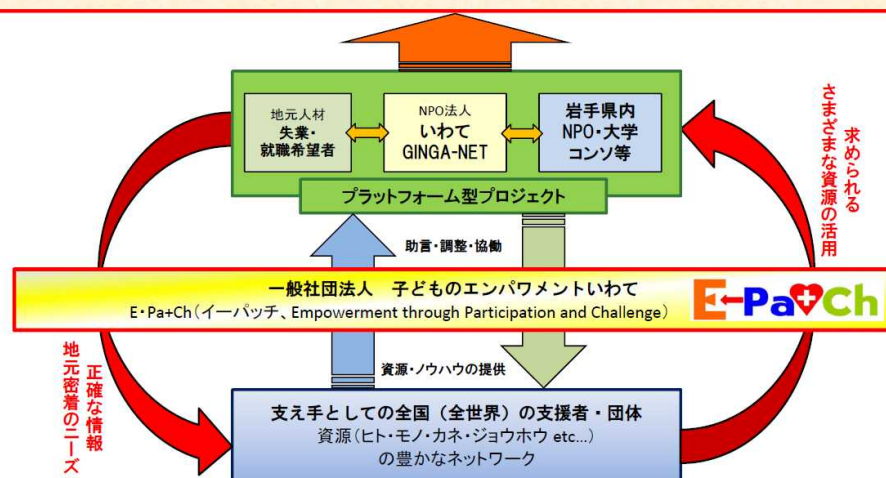 地元人材
失業・
就職希望者
NPO法人
いわて
GINGA-NET
岩手県内
NPO・大学
コンソ等
プラットフォーム型プロジェクト
求められる
さまざまな資源の活用
助言・調整・協働
一般社団法人　子どものエンパワメントいわて
E・Pa+Ch(イーパッチ、Empowerment through Participation and Challenge)
E-Pa+Ch
正確な情報
地元密着のニーズ
資源・ノウハウの提供
支え手としての全国（全世界）の支援者・団体
資源(ヒト・モノ・カネ・ジョウホウ etc...)
の豊かなネットワーク